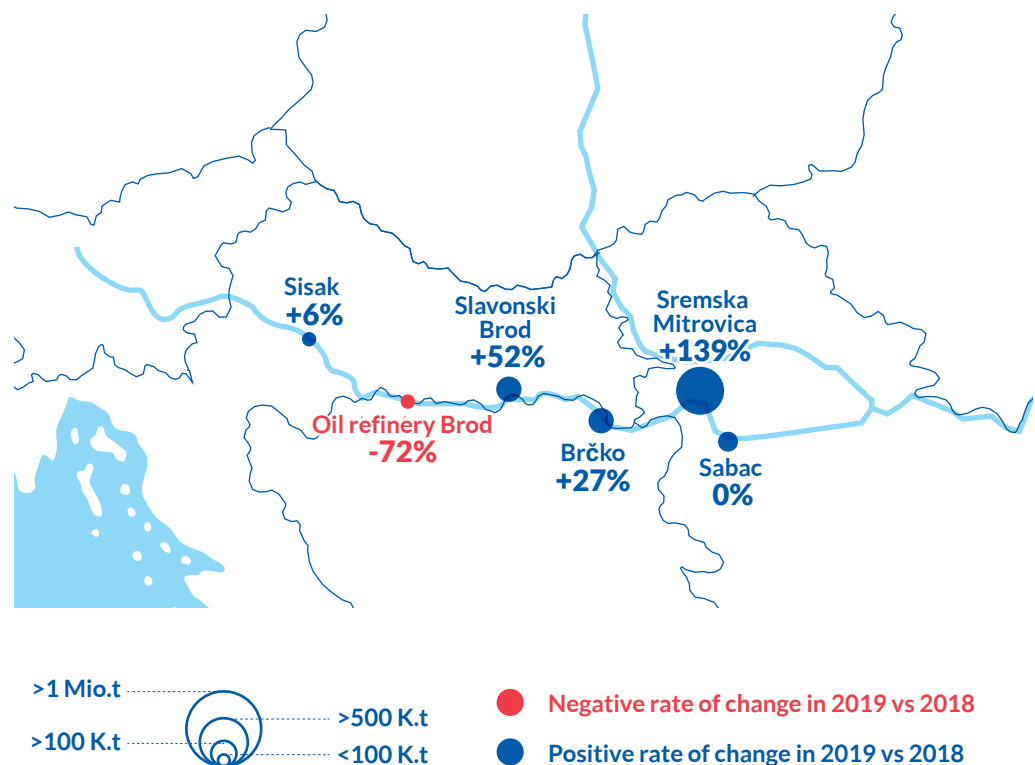 Sisak
+6%
Slavonski
Brod
+52%
Sremska
Mitrovica
+139%
Oil refinery Brod
-72%
Brčko
+27%
Sabac
0%
>1 Mio.t
>500 K.t
>100 K.t
<100 K.t
Negative rate of change in 2019 vs 2018
Positive rate of change in 2019 vs 2018